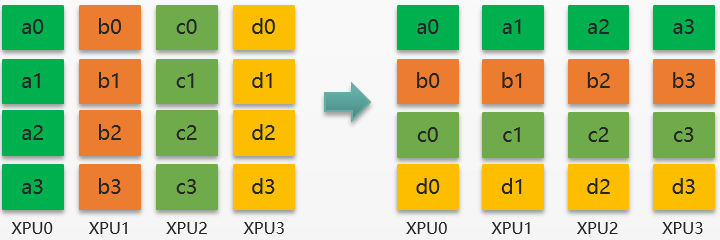 a0 b0 c0 d0 a0 a1 a2 a3
a1 b1 c1 d1 b0 b1 b2 b3
a2 b2 c2 d2 c0 c1 c2 c3
a3 b3 c3 d3 d0 d1 d2 d3
XPU0 XPU1 XPU2 XPU3 XPU0 XPU1 XPU2 XPU3